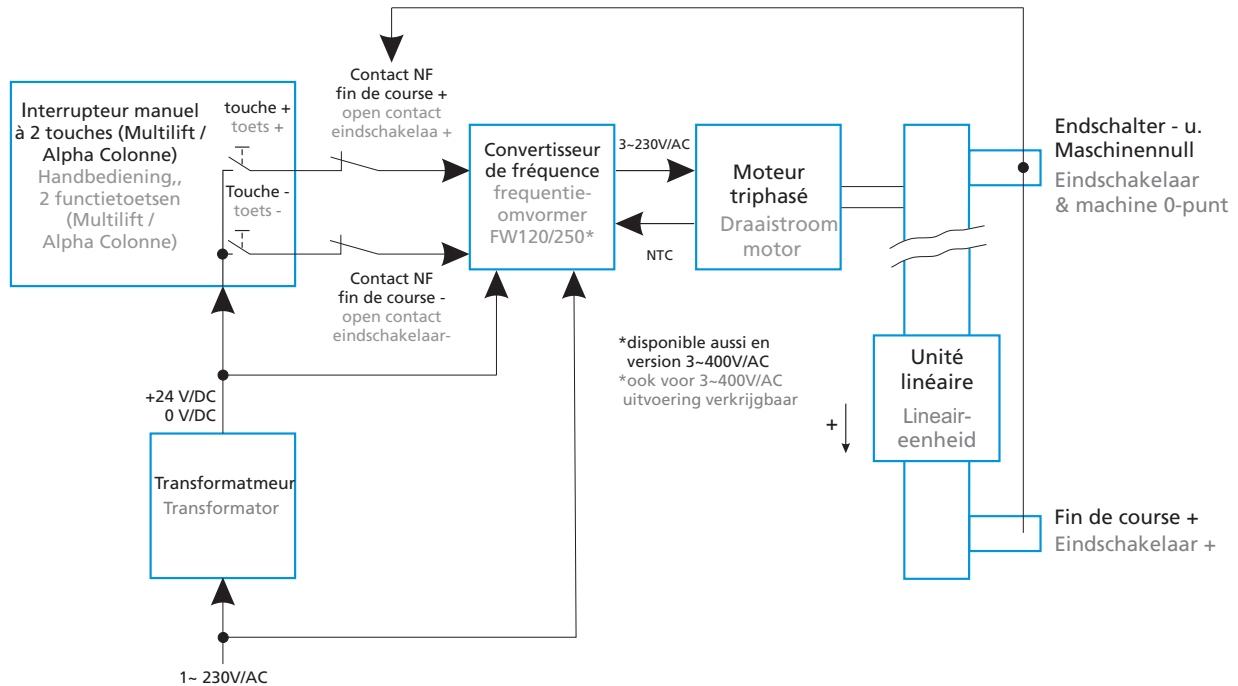 Interrupteur manuel
à 2 touches (Multilift /
Alpha Colonne)
Handbediening,,
2 functietoetsen
(Multilift /
Alpha Colonne)
touche +
toets +
Touche -
toets -
Contact NF
fin de course +
open contact
eindschakelaa +
Contact NF
fin de course -
open contact
eindschakelaar-
Convertisseur
de fréquence
frequentie-
omvormer
FW120/250*
3~230V/AC
NTC
Moteur
triphasé
Draaistroom
motor
Endschalter - u.
Maschinennull
Eindschakelaar
& machine 0-punt
*disponible aussi en
version 3~400V/AC
*ook voor 3~400V/AC
uitvoering verkrijgbaar
+
Unité
linéaire
Lineair-
eenheid
Fin de course +
Eindschakelaar +
+24 V/DC
0 V/DC
Transformatmeur
Transformator
1~ 230V/AC